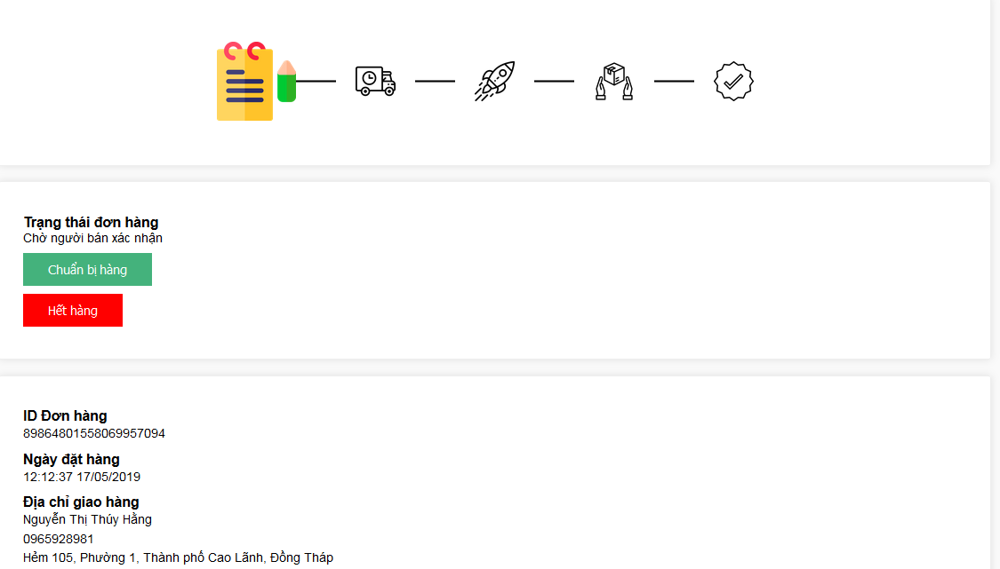 Trạng thái đơn hàng
Chờ người bán xác nhận
Chuẩn bị hàng
Hết hàng
ID Đơn hàng
89864801558069957094
Ngày đặt hàng
12:12:37 17/05/2019
Địa chỉ giao hàng
Nguyễn Thị Thúy Hằng
0965928981
Hẻm 105, Phường 1, Thành phố Cao Lãnh, Đồng Tháp